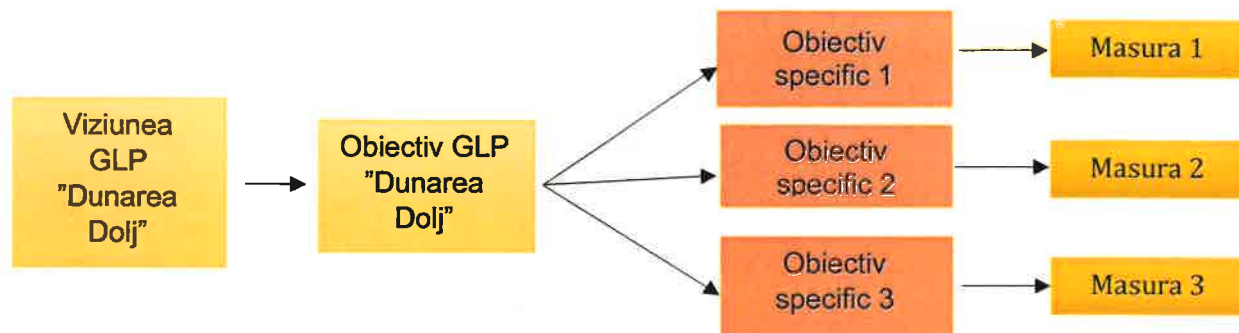 Viziunea
GLP
"Dunarea
Dolj"
Obiectiv GLP
"Dunarea
Dolj"
Obiectiv
specific 1
Masura 1
Obiectiv
specific 2
Masura 2
Obiectiv
specific 3
Masura 3